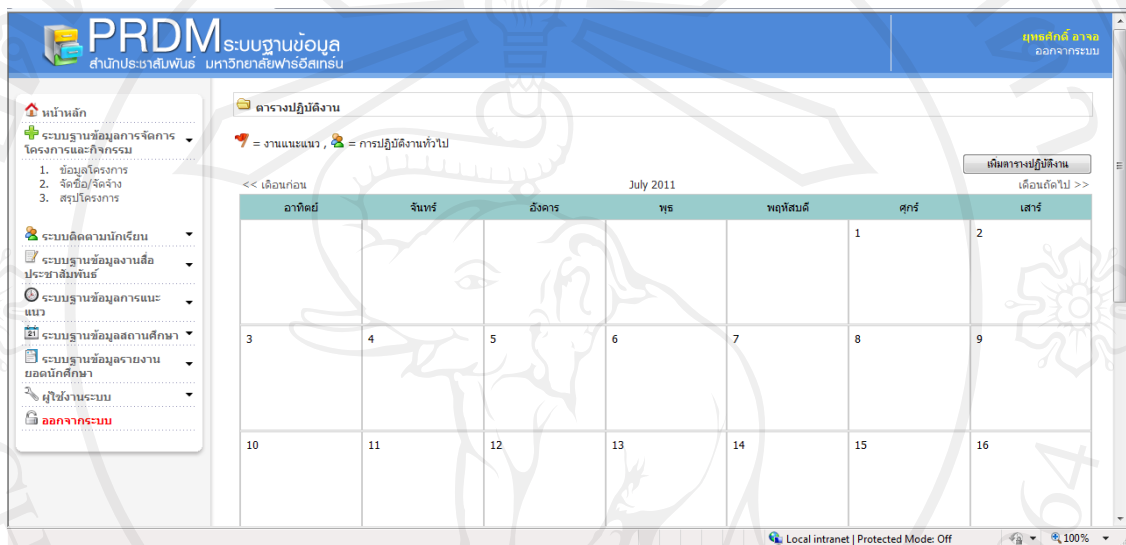 PRDM ระบบฐานข้อมูล
สำนักประชาสัมพันธ์ มหาวิทยาลัยฟาร์อีสเทร์น
ยุทธศักดิ์ อาจอ
ออกจากระบบ
หน้าหลัก
ระบบฐานข้อมูลการจัดการ
โครงการและกิจกรรม
1. ข้อมูลโครงการ
2. จัดซื้อ/จัดจ้าง
3. สรุปโครงการ
ระบบติดตามนักเรียน
ระบบฐานข้อมูลงานสื่อ
ประชาสัมพันธ์
ระบบฐานข้อมูลการแนะ
แนว
21 ระบบฐานข้อมูลสถานศึกษา
ระบบฐานข้อมูลรายงาน
ยอดนักศึกษา
ผู้ใช้งานระบบ
ออกจากระบบ
ตารางปฏิบัติงาน
= งานแนะแนว , = การปฏิบัติงานทั่วไป
เพิ่มตารางปฏิบัติงาน
<< เดือนก่อน July 2011 เดือนถัดไป >>
อาทิตย์ จันทร์ อังคาร พุธ พฤหัสบดี ศุกร์ เสาร์
1 2
3 4 5 6 7 8 9
10 11 12 13 14 15 16
Local intranet | Protected Mode: Off 100%